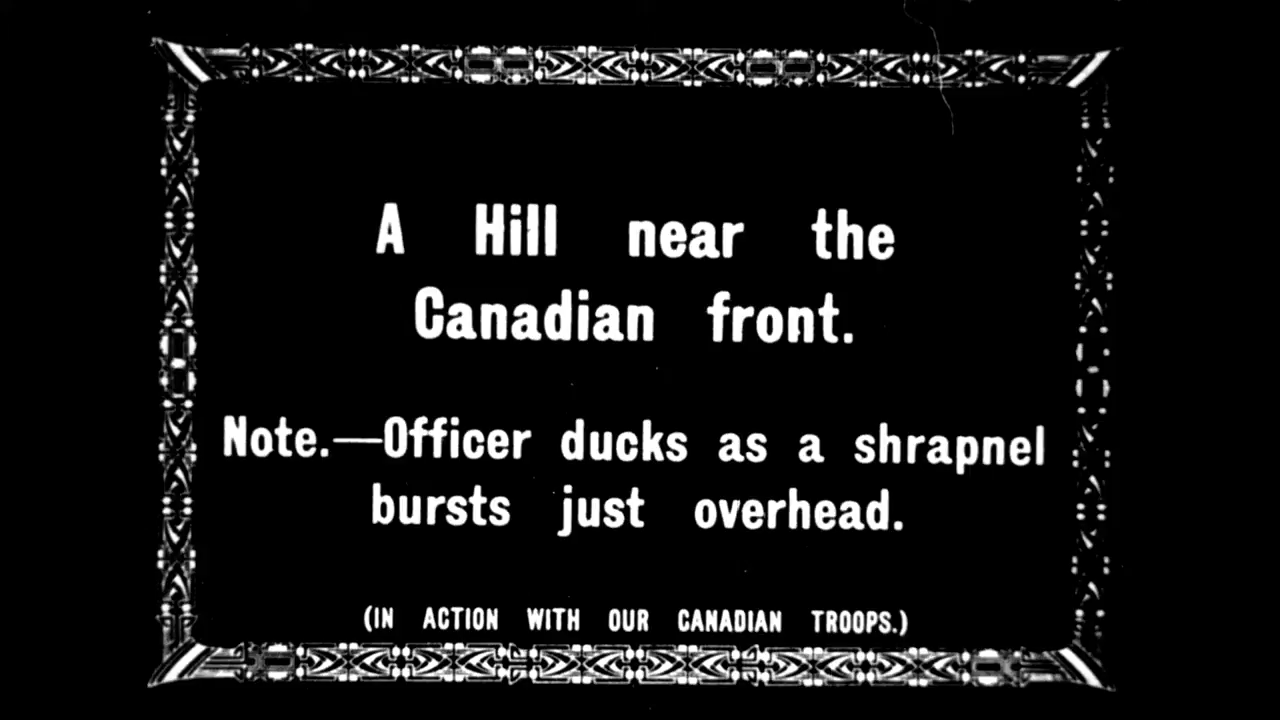 A Hill near the
Canadian front.
Note.—Officer ducks as a shrapnel
bursts just overhead.
(IN ACTION WITH OUR CANADIAN TROOPS.)